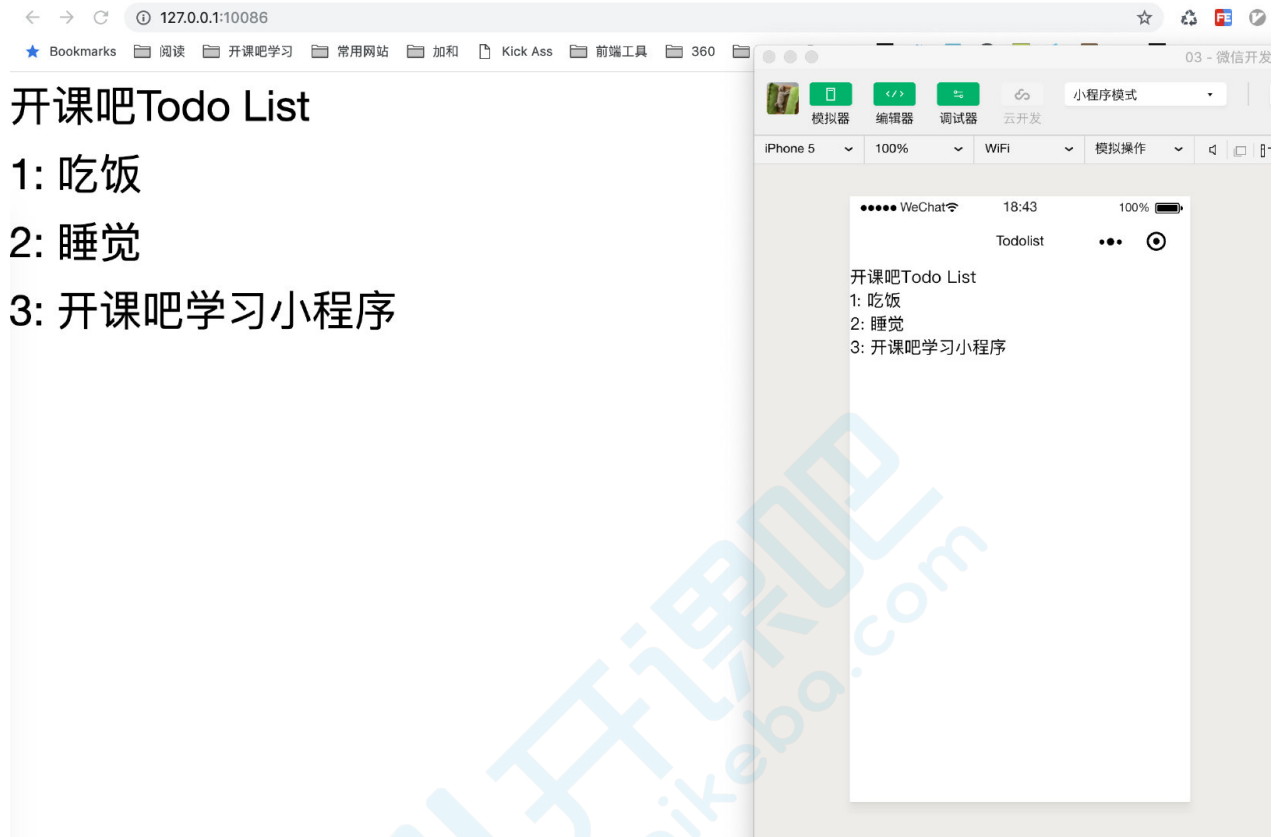 127.0.0.1:10086
Bookmarks 阅读 开课吧学习 常用网站 加和 Kick Ass 前端工具 360
开课吧Todo List
1: 吃饭
2: 睡觉
3: 开课吧学习小程序
03 - 微信开发
模拟器 编辑器 调试器 云开发 小程序模式
iPhone 5 100% WiFi 模拟操作
WeChat 18:43 100%
Todolist
开课吧Todo List
1: 吃饭
2: 睡觉
3: 开课吧学习小程序
开课吧
ikeba.com